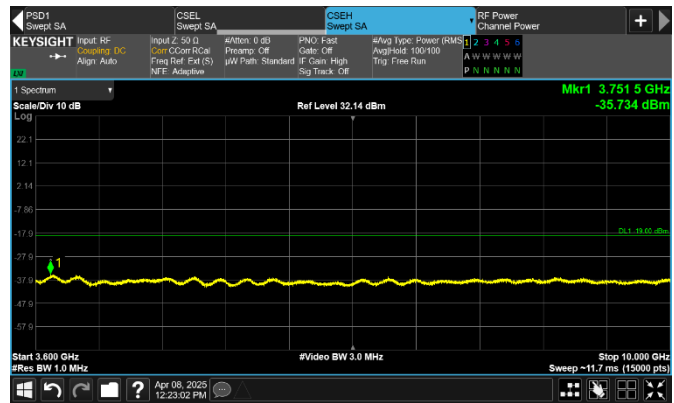 PSD1
Swept SA
CSEL
Swept SA
CSEH
Swept SA
RF Power
Channel Power
KEYSIGHT
Input: RF
Coupling: DC
Align: Auto
LXI
Input Z: 50 Ω
Corr CCorr RCal
Freq Ref: Ext (S)
NFE: Adaptive
#Atten: 0 dB
Preamp: Off
µW Path: Standard
PNO: Fast
Gate: Off
IF Gain: High
Sig Track: Off
#Avg Type: Power (RMS)
Avg|Hold: 100/100
Trig: Free Run
1 2 3 4 5 6
A W W W W W
P N N N N N
1 Spectrum
Scale/Div 10 dB
Ref Level 32.14 dBm
Mkr1 3.751 5 GHz
-35.734 dBm
Log
22.1
12.1
2.14
-7.86
-17.9
DL1 -19.00 dBm
-27.9
1
-37.9
-47.9
-57.9
Start 3.600 GHz
#Video BW 3.0 MHz
Stop 10.000 GHz
#Res BW 1.0 MHz
Sweep ~11.7 ms (15000 pts)
?
Apr 08, 2025
12:23:02 PM